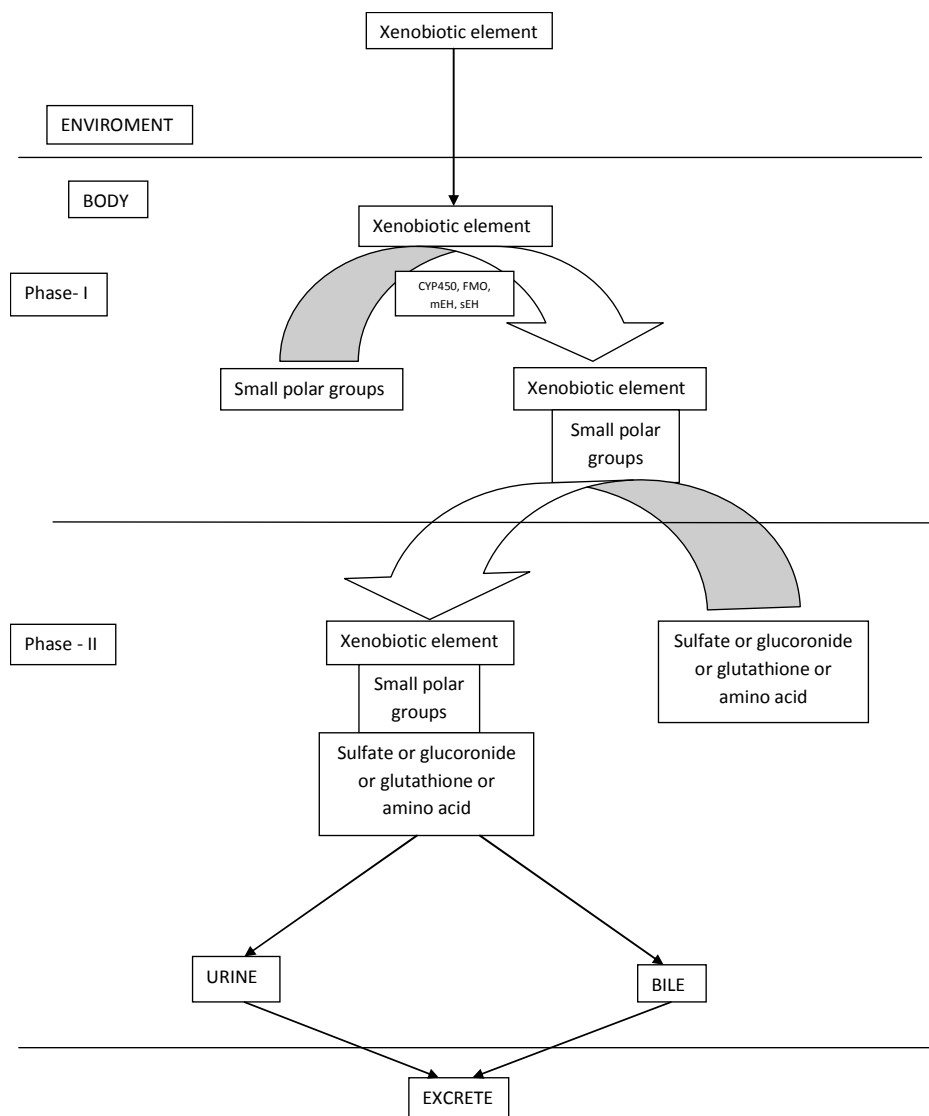 Xenobiotic element
ENVIROMENT
BODY
Xenobiotic element
Phase- I
CYP450, FMO,
mEH, sEH
Small polar groups
Xenobiotic element
Small polar
groups
Phase - II
Xenobiotic element
Small polar
groups
Sulfate or glucoronide
or glutathione or
amino acid
Sulfate or glucoronide
or glutathione or
amino acid
URINE
BILE
EXCRETE